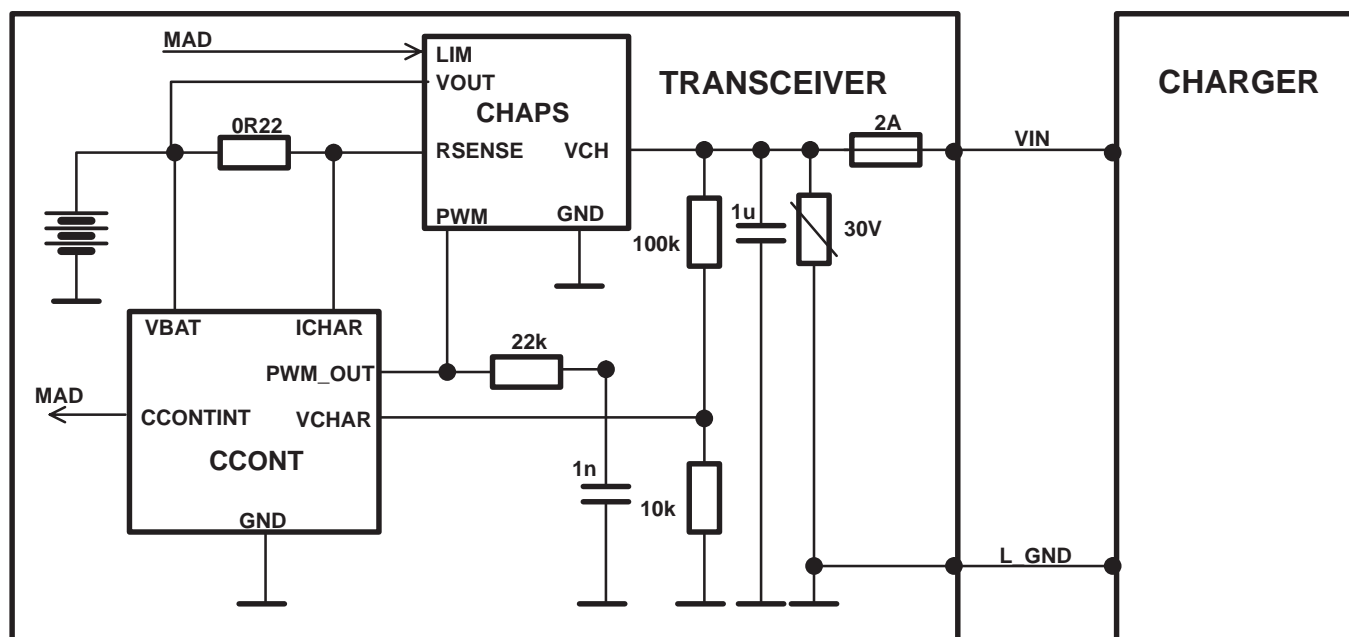 MAD
LIM
VOUT
TRANSCEIVER
CHARGER
CHAPS
0R22
2A
VIN
RSENSE
VCH
PWM
GND
1u
30V
100k
VBAT
ICHAR
22k
PWM_OUT
MAD
CCONTINT
VCHAR
CCONT
1n
10k
GND
L_GND